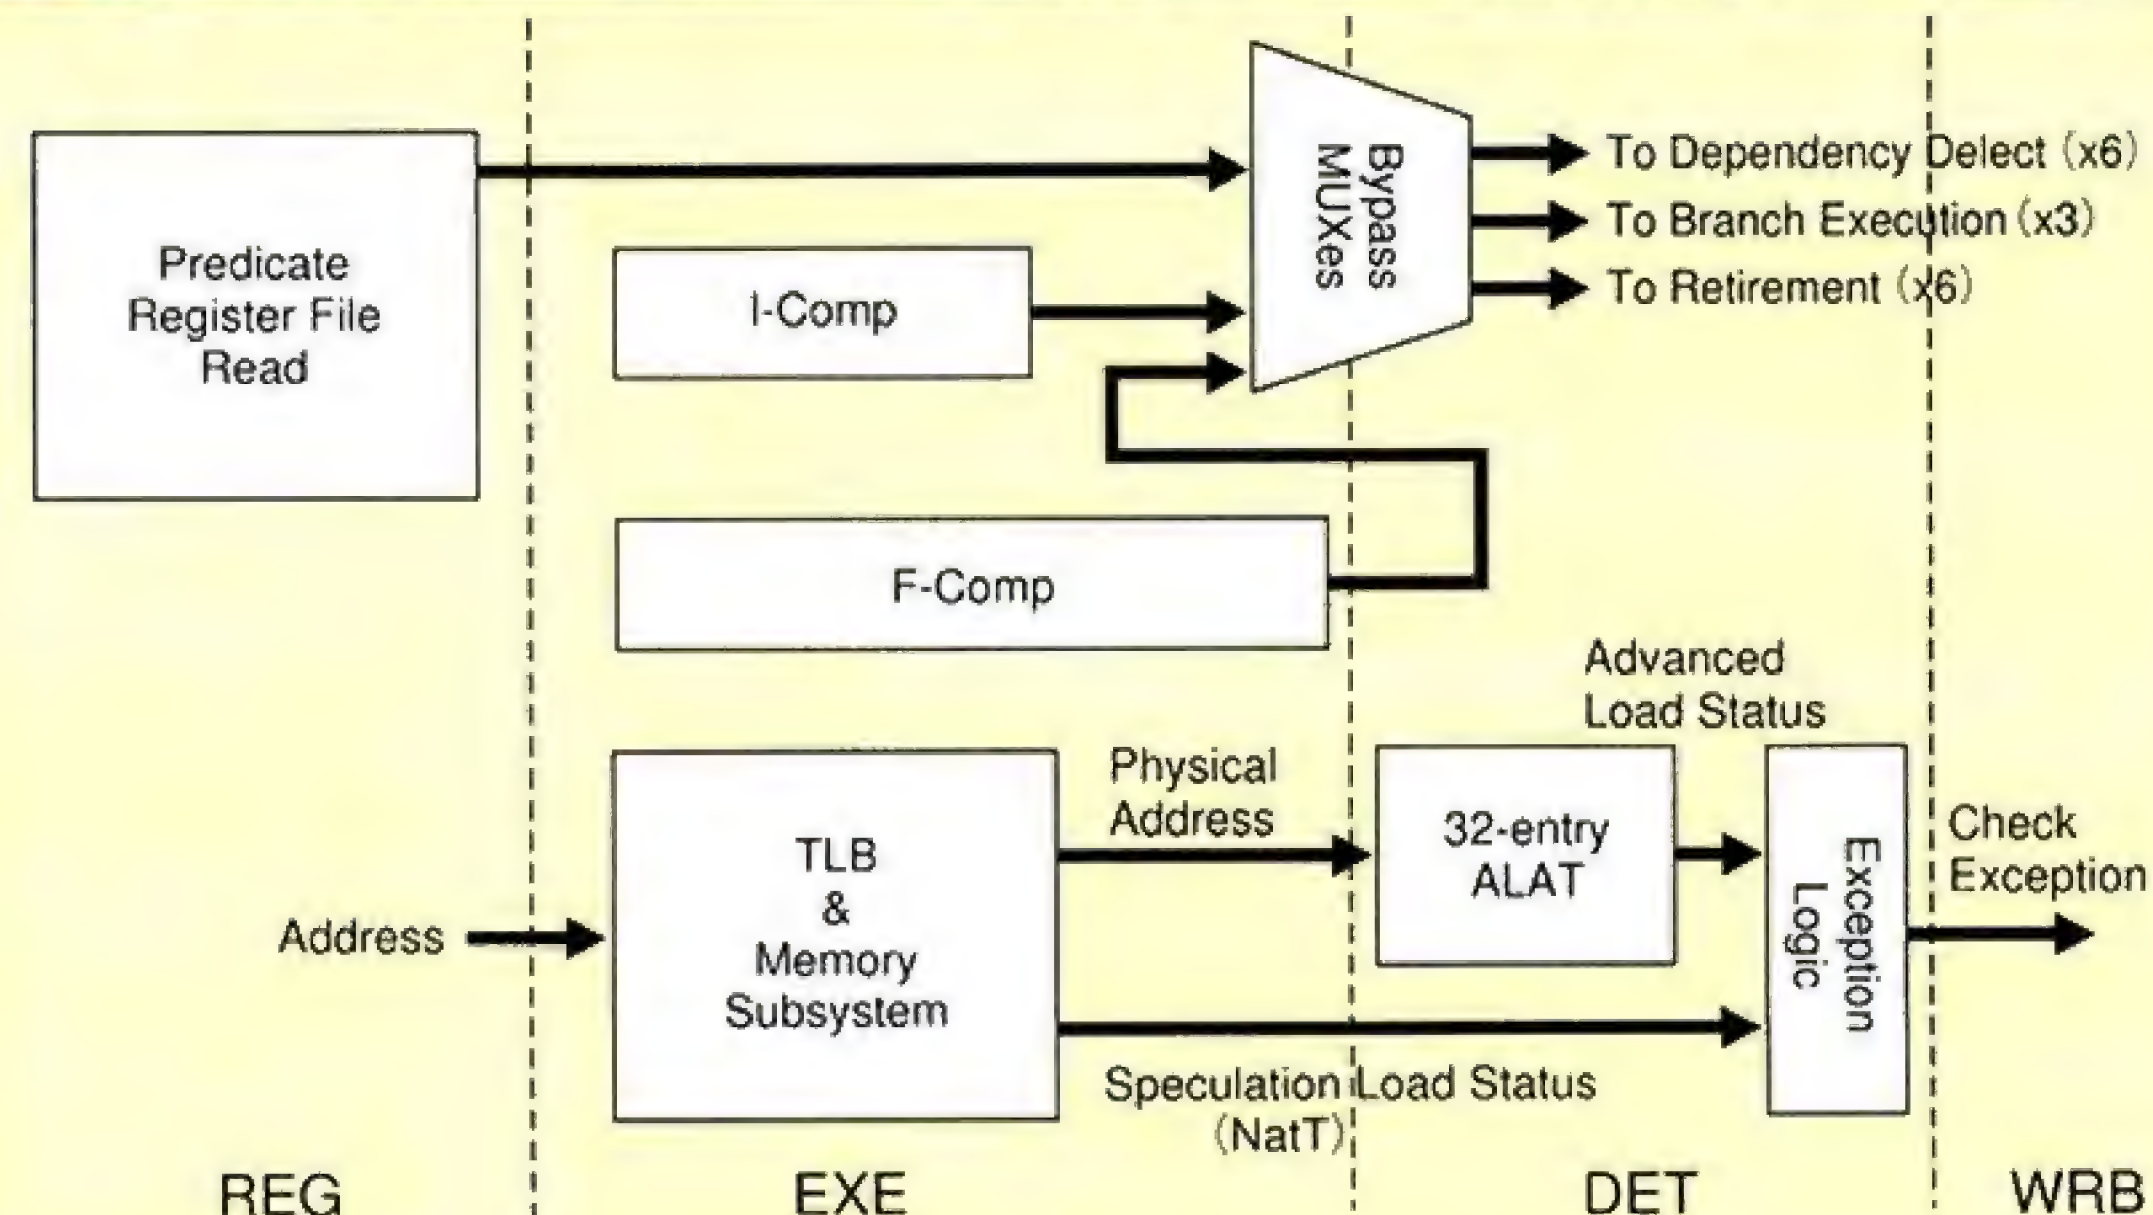 Predicate
Register File
Read
I-Comp
F-Comp
Bypass
MUXes
To Dependency Delect (x6)
To Branch Execution (x3)
To Retirement (x6)
Address
TLB
&
Memory
Subsystem
Physical
Address
32-entry
ALAT
Advanced
Load Status
Speculation Load Status
(NatT)
Exception
Logic
Check
Exception
REG
EXE
DET
WRB